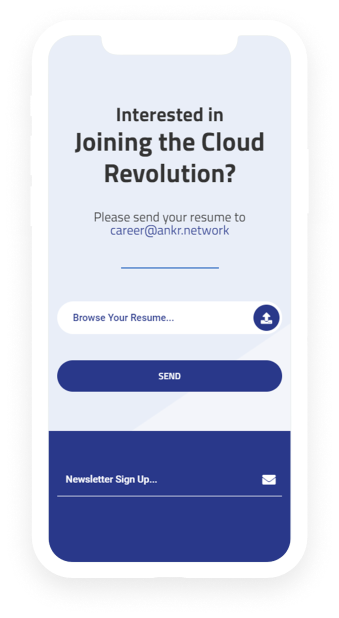 Interested in
Joining the Cloud
Revolution?
Please send your resume to
career@ankr.network
Browse Your Resume...
SEND
Newsletter Sign Up...